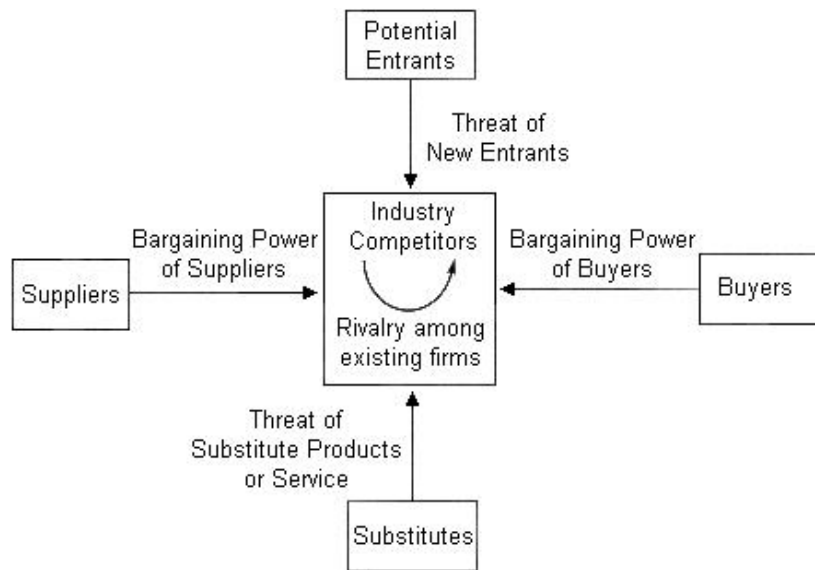 Potential
Entrants
Threat of
New Entrants
Industry
Competitors
Bargaining Power
of Suppliers
Bargaining Power
of Buyers
Suppliers
Buyers
Rivalry among
existing firms
Threat of
Substitute Products
or Service
Substitutes